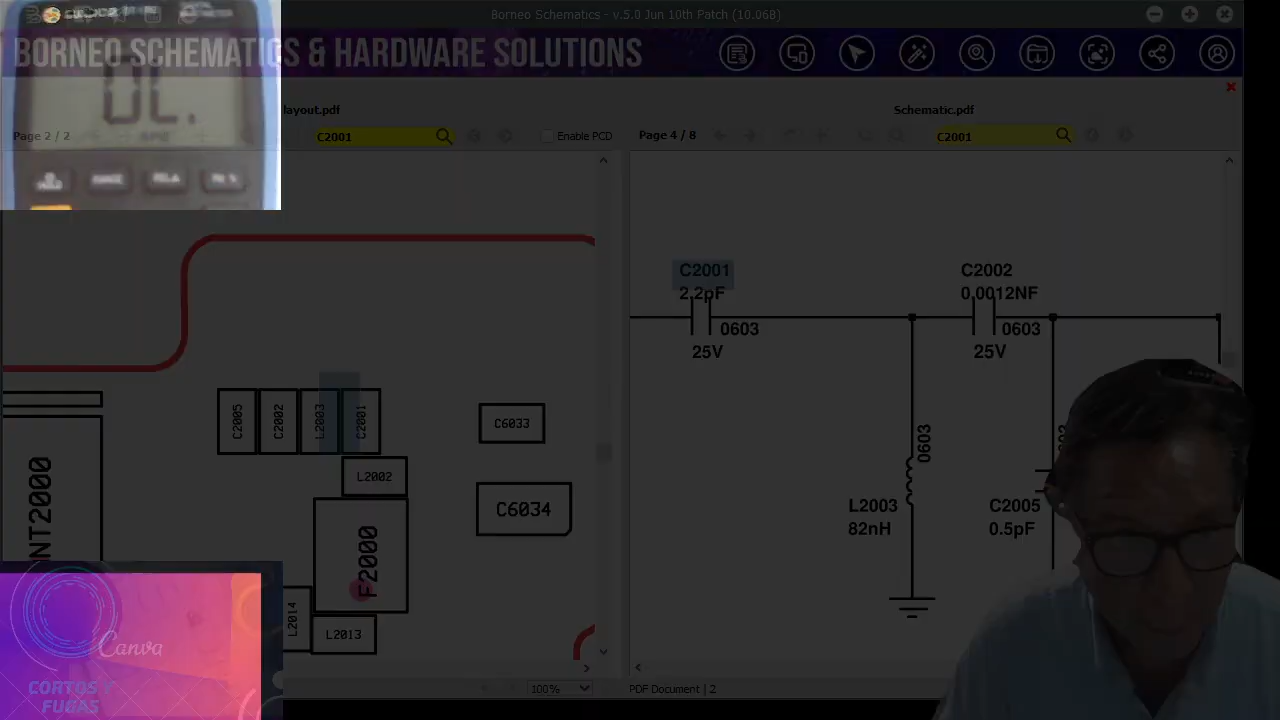 Borneo Schematics - v.5.0 Jun 10th Patch (10.06B)
BORNEO SCHEMATICS & HARDWARE SOLUTIONS
OL.
layout.pdf
Schematic.pdf
Page 2 / 2
C2001
Enable PCD
Page 4 / 8
C2001
C2001
2.2pF
0603
25V
C2002
0.0012NF
0603
25V
0603
L2003
82nH
C2005
0.5pF
C2005
C2002
L2003
C2001
L2002
C6033
C6034
NT2000
F2000
L2014
L2013
Canva
CORTOS Y
FUGAS
100%
PDF Document | 2